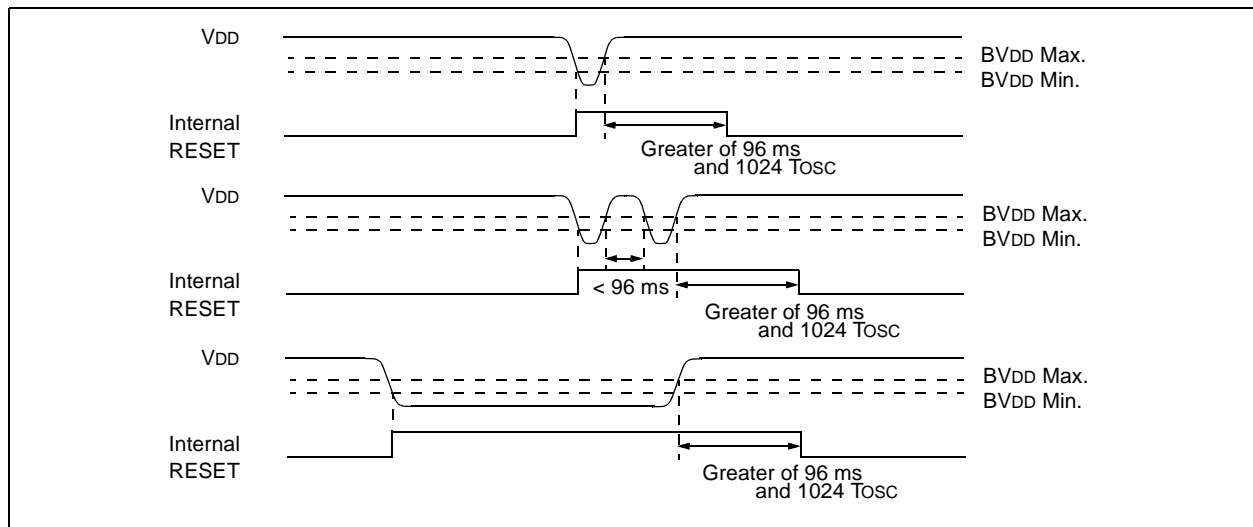 VDD
BVDD Max.
BVDD Min.
Internal
RESET
Greater of 96 ms
and 1024 TOSC
VDD
BVDD Max.
BVDD Min.
Internal
RESET
< 96 ms
Greater of 96 ms
and 1024 TOSC
VDD
BVDD Max.
BVDD Min.
Internal
RESET
Greater of 96 ms
and 1024 TOSC